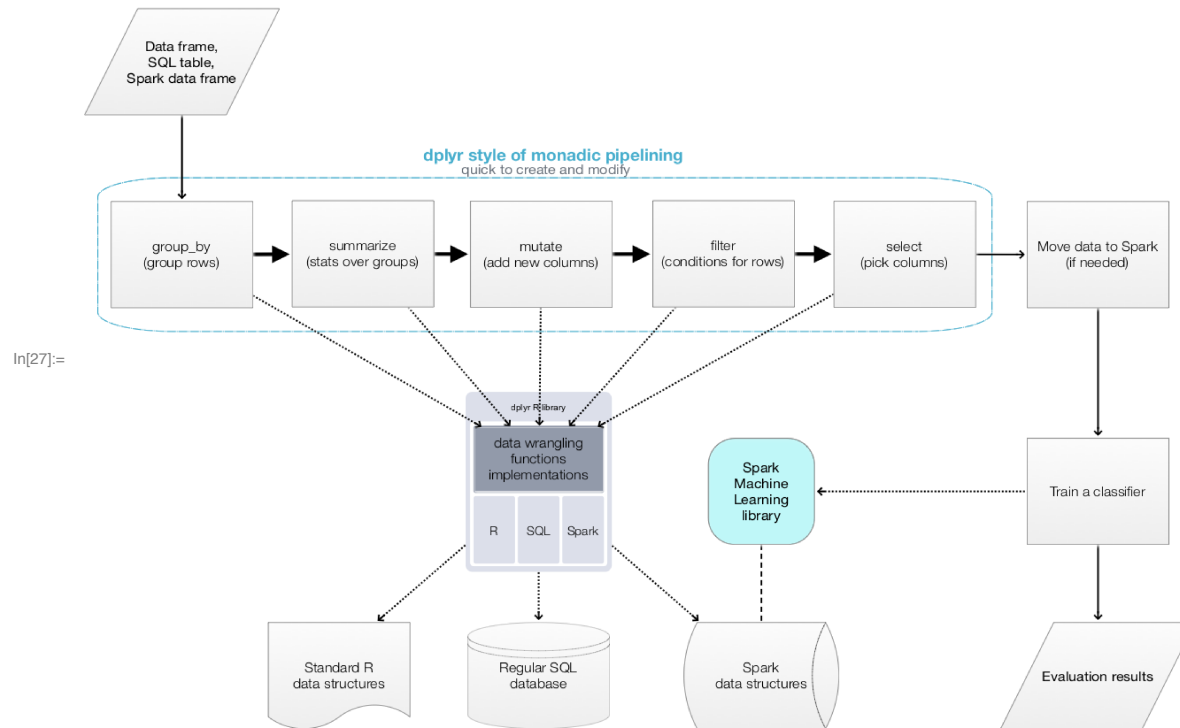 Data frame,
SQL table,
Spark data frame
dplyr style of monadic pipelining
quick to create and modify
group_by
(group rows)
summarize
(stats over groups)
mutate
(add new columns)
filter
(conditions for rows)
select
(pick columns)
Move data to Spark
(if needed)
In[27]:=
dplyr R library
data wrangling
functions
implementations
R
SQL
Spark
Spark
Machine
Learning
library
Train a classifier
Standard R
data structures
Regular SQL
database
Spark
data structures
Evaluation results